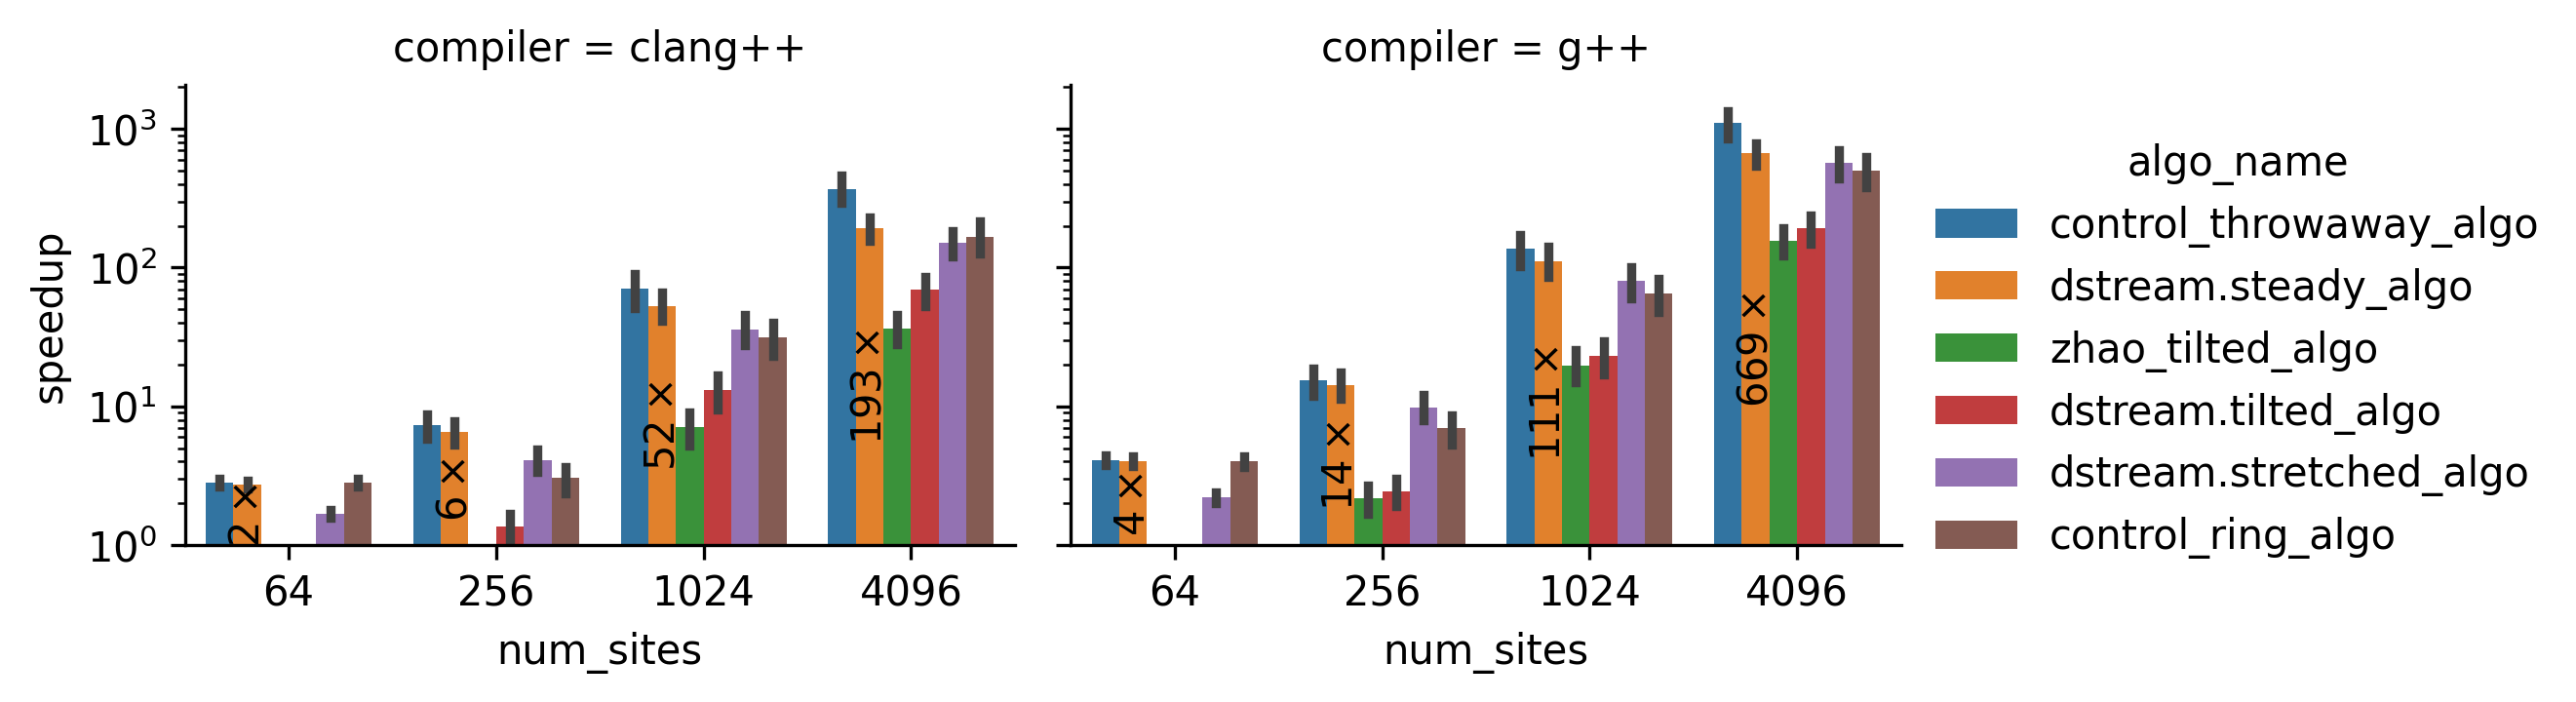 compiler = clang++
compiler = g++
speedup
10³
10²
10¹
10⁰
2×
6×
52×
193×
4×
14×
111×
669×
64
256
1024
4096
64
256
1024
4096
num_sites
num_sites
algo_name
control_throwaway_algo
dstream.steady_algo
zhao_tilted_algo
dstream.tilted_algo
dstream.stretched_algo
control_ring_algo